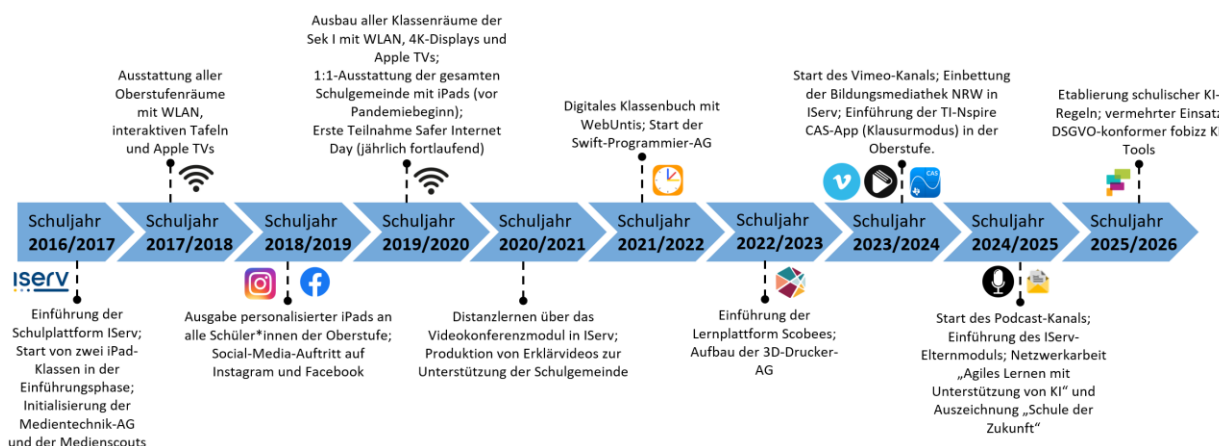 Ausstattung aller
Oberstufenräume
mit WLAN,
interaktiven Tafeln
und Apple TVs
Ausbau aller Klassenräume der
Sek I mit WLAN, 4K-Displays und
Apple TVs;
1:1-Ausstattung der gesamten
Schulgemeinde mit iPads (vor
Pandemiebeginn);
Erste Teilnahme Safer Internet
Day (jährlich fortlaufend)
Digitales Klassenbuch mit
WebUntis; Start der
Swift-Programmier-AG
Start des Vimeo-Kanals; Einbettung
der Bildungsmediathek NRW in
IServ; Einführung der TI-Nspire
CAS-App (Klausurmodus) in der
Oberstufe.
CAS
Etablierung schulischer KI-
Regeln; vermehrter Einsatz
DSGVO-konformer fobizz KI
Tools
Schuljahr
2016/2017
Schuljahr
2017/2018
Schuljahr
2018/2019
Schuljahr
2019/2020
Schuljahr
2020/2021
Schuljahr
2021/2022
Schuljahr
2022/2023
Schuljahr
2023/2024
Schuljahr
2024/2025
Schuljahr
2025/2026
IServ
Einführung der
Schulplattform IServ;
Start von zwei iPad-
Klassen in der
Einführungsphase;
Initialisierung der
Medientechnik-AG
und der Medienscouts
Ausgabe personalisierter iPads an
alle Schüler*innen der Oberstufe;
Social-Media-Auftritt auf
Instagram und Facebook
Distanzlernen über das
Videokonferenzmodul in IServ;
Produktion von Erklärvideos zur
Unterstützung der Schulgemeinde
Einführung der
Lernplattform Scobees;
Aufbau der 3D-Drucker-
AG
Start des Podcast-Kanals;
Einführung des IServ-
Elternmoduls; Netzwerkarbeit
„Agiles Lernen mit
Unterstützung von KI“ und
Auszeichnung „Schule der
Zukunft“